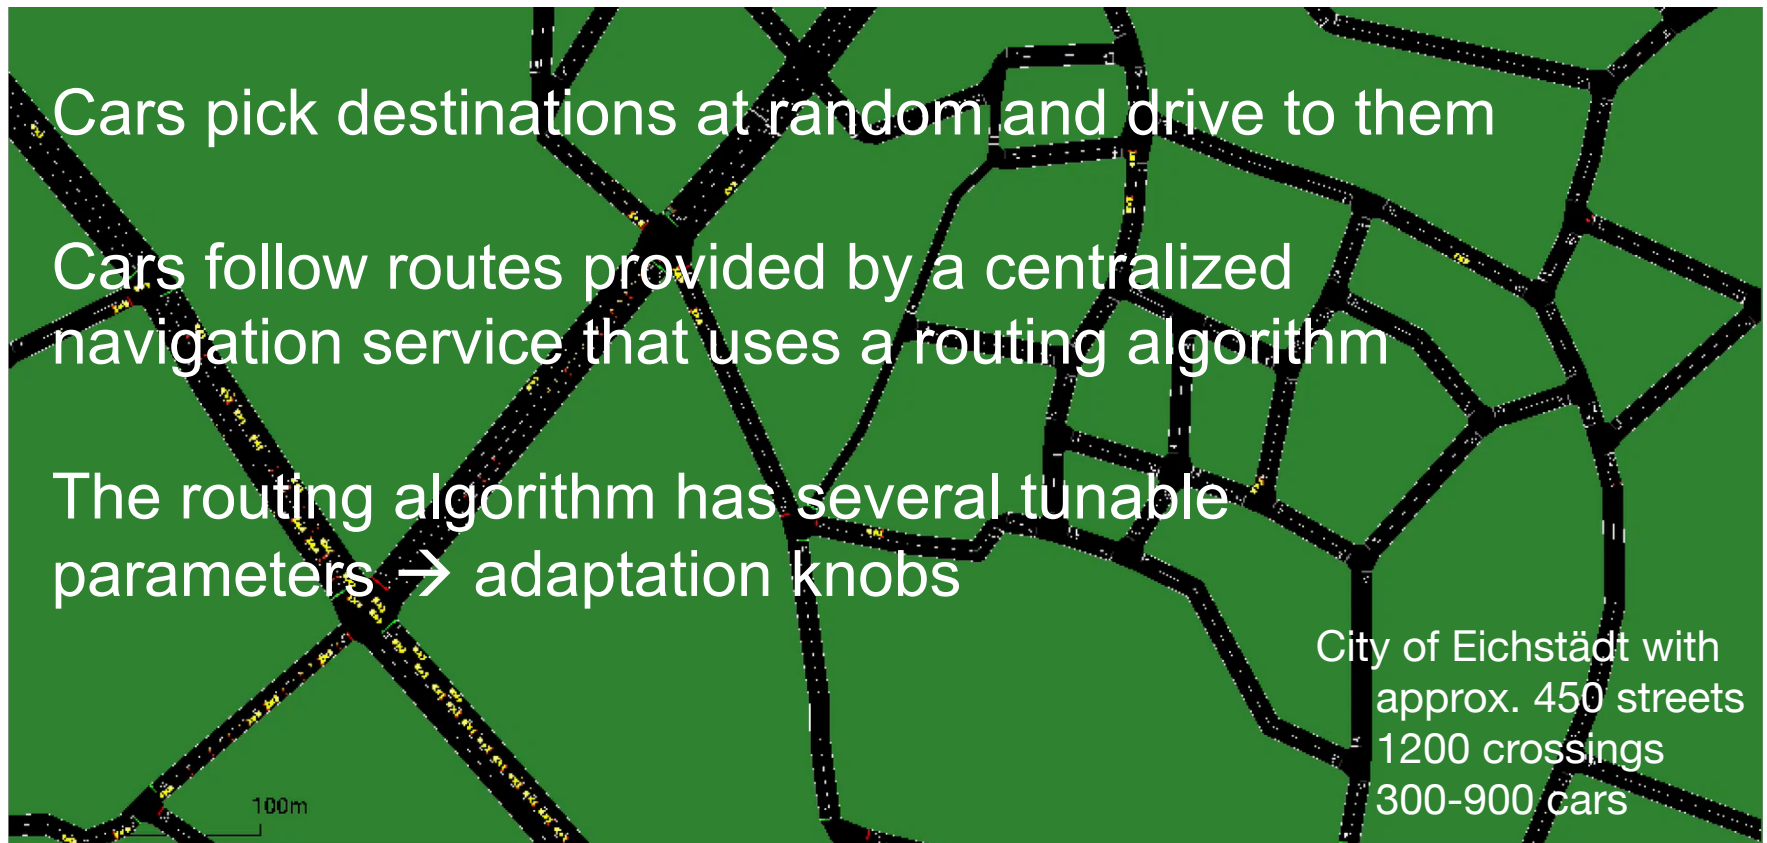 Cars pick destinations at random and drive to them
Cars follow routes provided by a centralized
navigation service that uses a routing algorithm
The routing algorithm has several tunable
parameters → adaptation knobs
City of Eichstädt with
approx. 450 streets
1200 crossings
300-900 cars
100m